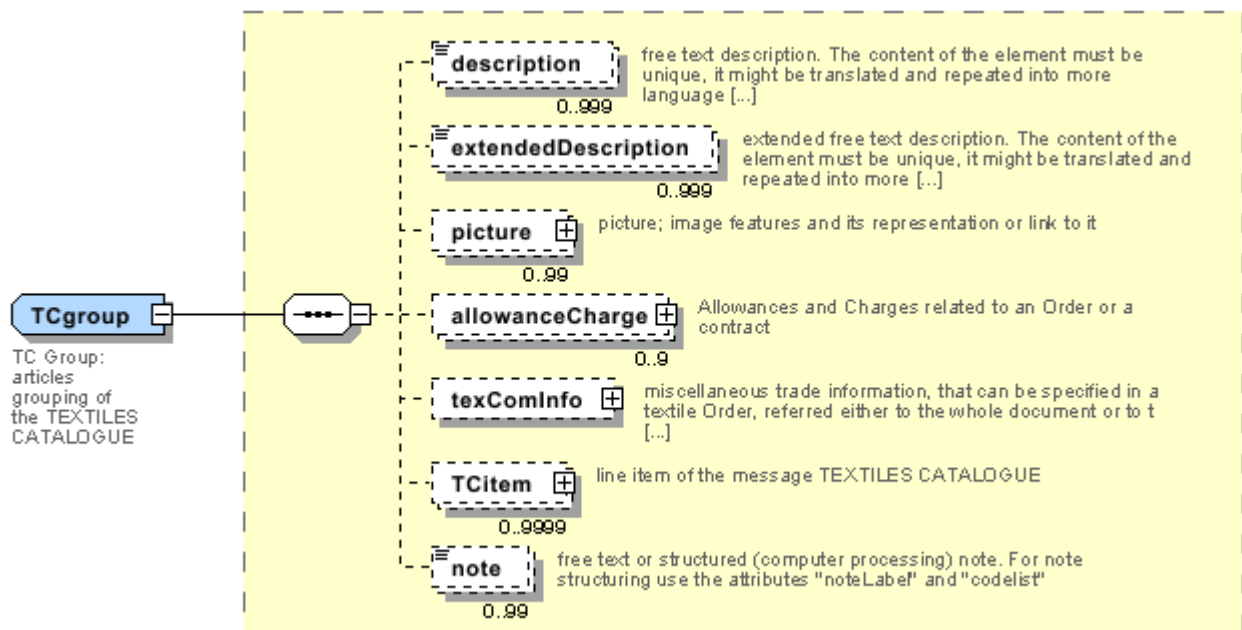 description
free text description. The content of the element must be
unique, it might be translated and repeated into more
language [...]
0..999
extendedDescription
extended free text description. The content of the
element must be unique, it might be translated and
repeated into more [...]
0..999
picture
picture; image features and its representation or link to it
0..99
TCgroup
TC Group:
articles
grouping of
the TEXTILES
CATALOGUE
allowanceCharge
Allowances and Charges related to an Order or a
contract
0..9
texComInfo
miscellaneous trade information, that can be specified in a
textile Order, referred either to the whole document or to t
[...]
TCitem
line item of the message TEXTILES CATALOGUE
0..9999
note
free text or structured (computer processing) note. For note
structuring use the attributes "noteLabel" and "codelist"
0..99